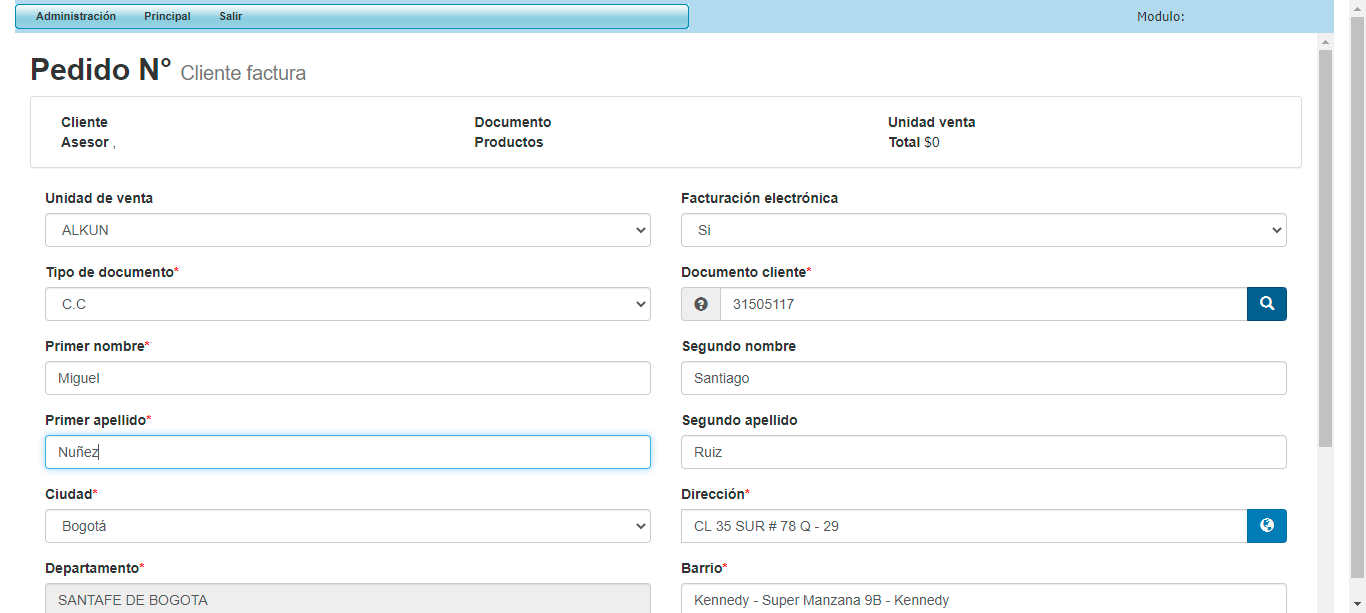 Administración Principal Salir Modulo:
Pedido N° Cliente factura
Cliente Documento Unidad venta
Asesor , Productos Total $0
Unidad de venta Facturación electrónica
ALKUN Si
Tipo de documento* Documento cliente*
C.C 31505117
Primer nombre* Segundo nombre
Miguel Santiago
Primer apellido* Segundo apellido
Nuñez Ruiz
Ciudad* Dirección*
Bogotá CL 35 SUR # 78 Q - 29
Departamento* Barrio*
SANTAFE DE BOGOTA Kennedy - Super Manzana 9B - Kennedy